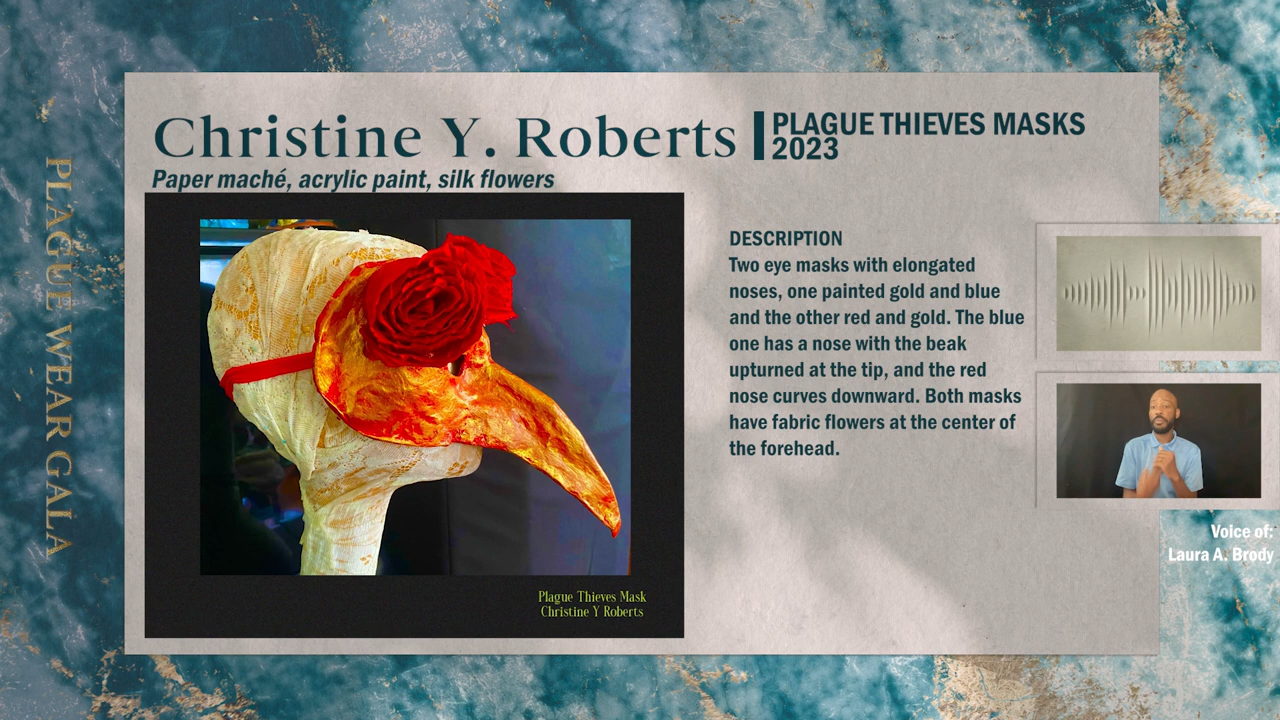 PLAGUE WEAR GALA
Christine Y. Roberts
PLAGUE THIEVES MASKS
2023
Paper maché, acrylic paint, silk flowers
Plague Thieves Mask
Christine Y Roberts
DESCRIPTION
Two eye masks with elongated
noses, one painted gold and blue
and the other red and gold. The blue
one has a nose with the beak
upturned at the tip, and the red
nose curves downward. Both masks
have fabric flowers at the center of
the forehead.
Voice of:
Laura A. Brody